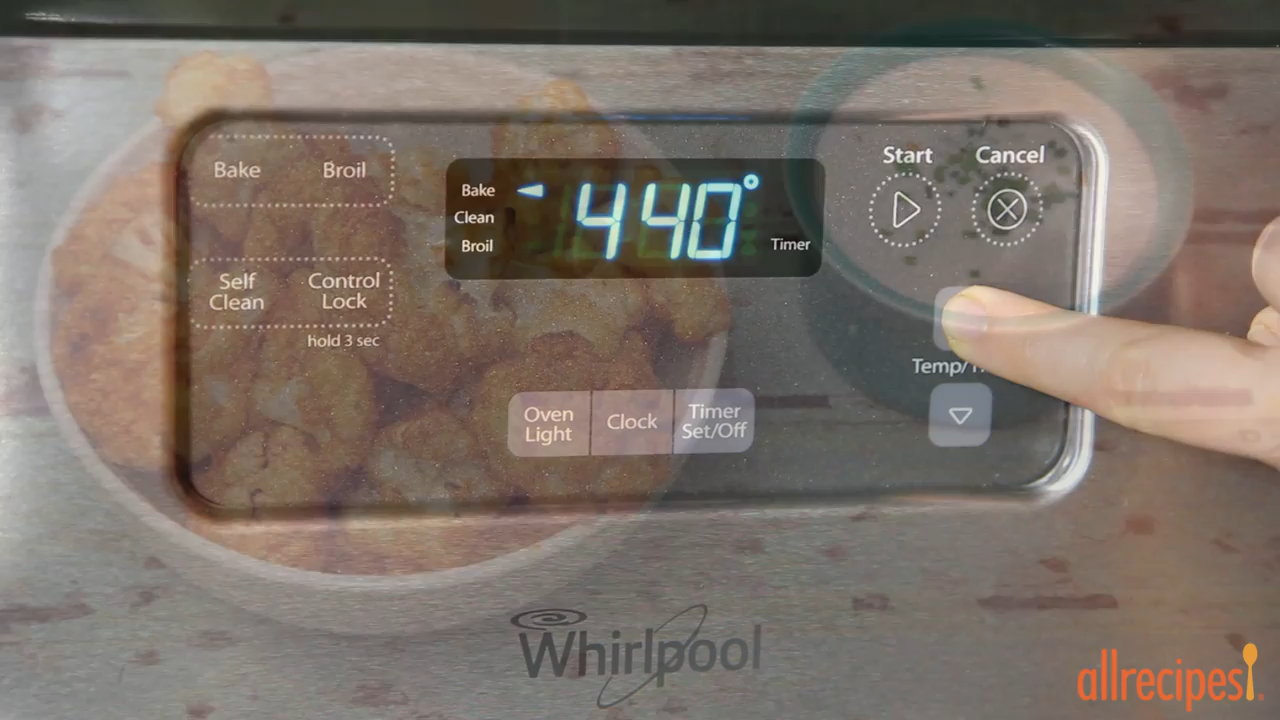 Bake
Broil
Self
Clean
Control
Lock
hold 3 sec
Bake
Clean
Broil
440°
Timer
Start
Cancel
Oven
Light
Clock
Timer
Set/Off
Whirlpool
allrecipes